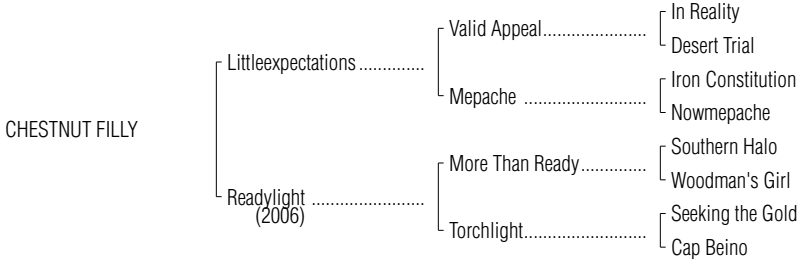 In Reality
Valid Appeal......................
Desert Trial
Littleexpectations ..............
Iron Constitution
Mepache ..........................
Nowmepache
CHESTNUT FILLY
Southern Halo
More Than Ready..............
Woodman's Girl
Readylight ........................
(2006)
Seeking the Gold
Torchlight..........................
Cap Beino